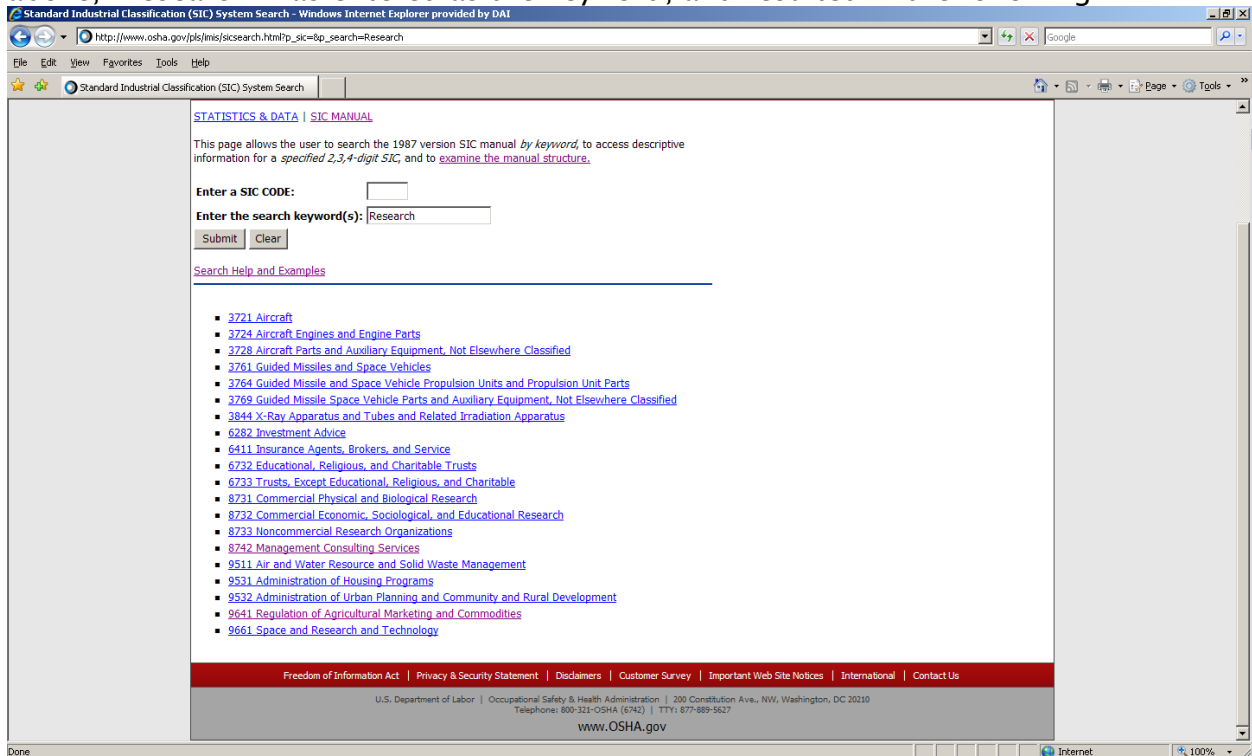 Standard Industrial Classification (SIC) System Search - Windows Internet Explorer provided by DAI
http://www.osha.gov/pls/imis/sicsearch.html?p_sic=&p_search=Research
Google
File Edit View Favorites Tools Help
Standard Industrial Classification (SIC) System Search
Page Tools »
STATISTICS & DATA | SIC MANUAL
This page allows the user to search the 1987 version SIC manual by keyword, to access descriptive
information for a specified 2,3,4-digit SIC, and to examine the manual structure.
Enter a SIC CODE:
Enter the search keyword(s): Research
Submit Clear
Search Help and Examples
3721 Aircraft
3724 Aircraft Engines and Engine Parts
3728 Aircraft Parts and Auxiliary Equipment, Not Elsewhere Classified
3761 Guided Missiles and Space Vehicles
3764 Guided Missile and Space Vehicle Propulsion Units and Propulsion Unit Parts
3769 Guided Missile Space Vehicle Parts and Auxiliary Equipment, Not Elsewhere Classified
3844 X-Ray Apparatus and Tubes and Related Irradiation Apparatus
6282 Investment Advice
6411 Insurance Agents, Brokers, and Service
6732 Educational, Religious, and Charitable Trusts
6733 Trusts, Except Educational, Religious, and Charitable
8731 Commercial Physical and Biological Research
8732 Commercial Economic, Sociological, and Educational Research
8733 Noncommercial Research Organizations
8742 Management Consulting Services
9511 Air and Water Resource and Solid Waste Management
9531 Administration of Housing Programs
9532 Administration of Urban Planning and Community and Rural Development
9641 Regulation of Agricultural Marketing and Commodities
9661 Space and Research and Technology
Freedom of Information Act | Privacy & Security Statement | Disclaimers | Customer Survey | Important Web Site Notices | International | Contact Us
U.S. Department of Labor | Occupational Safety & Health Administration | 200 Constitution Ave., NW, Washington, DC 20210
Telephone: 800-321-OSHA (6742) | TTY: 877-889-5627
www.OSHA.gov
Done Internet 100%